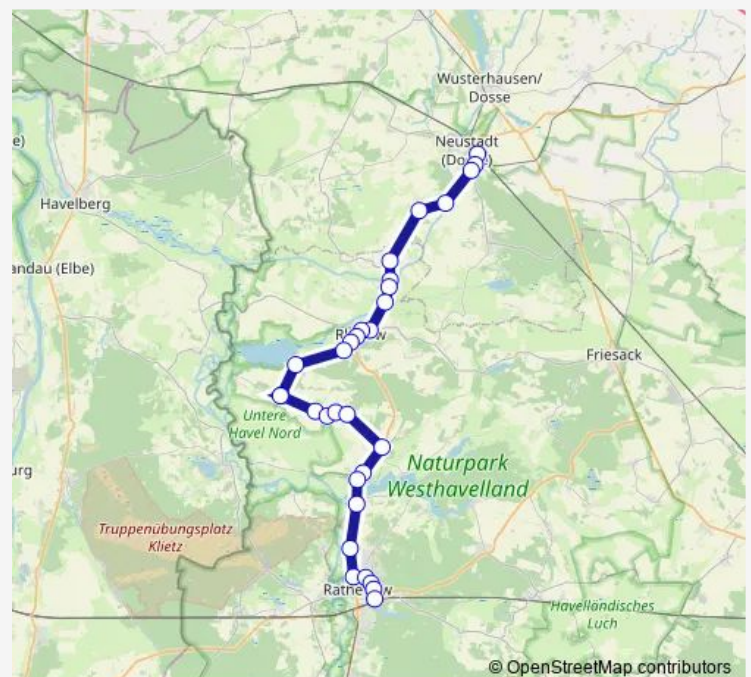 Wusterhausen/
Dosse
Neustadt
e)
Havelberg
andau (Elbe)
Friesack
Untere
Havel Nord
Naturpark
Westhavelland
urg
Truppenübungsplatz
Klietz
Havelländisches
Luch
© OpenStreetMap contributors